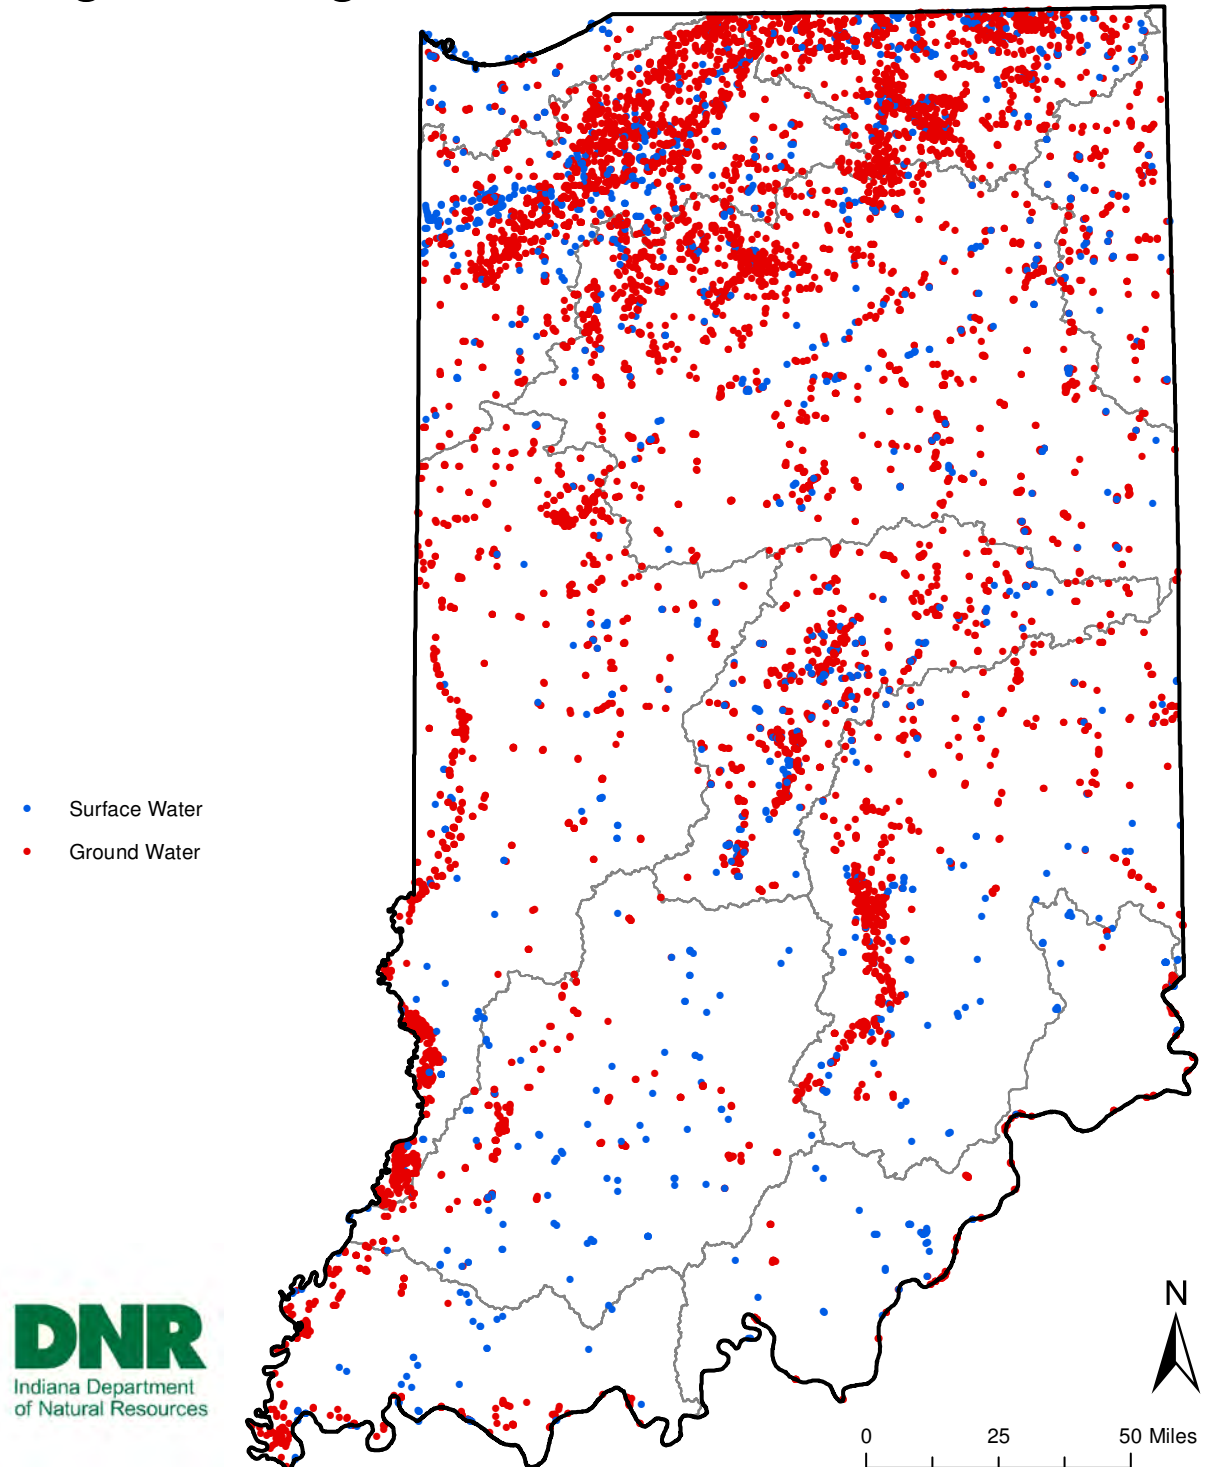 Surface Water
Ground Water
DNR
Indiana Department
of Natural Resources
N
0 25 50 Miles